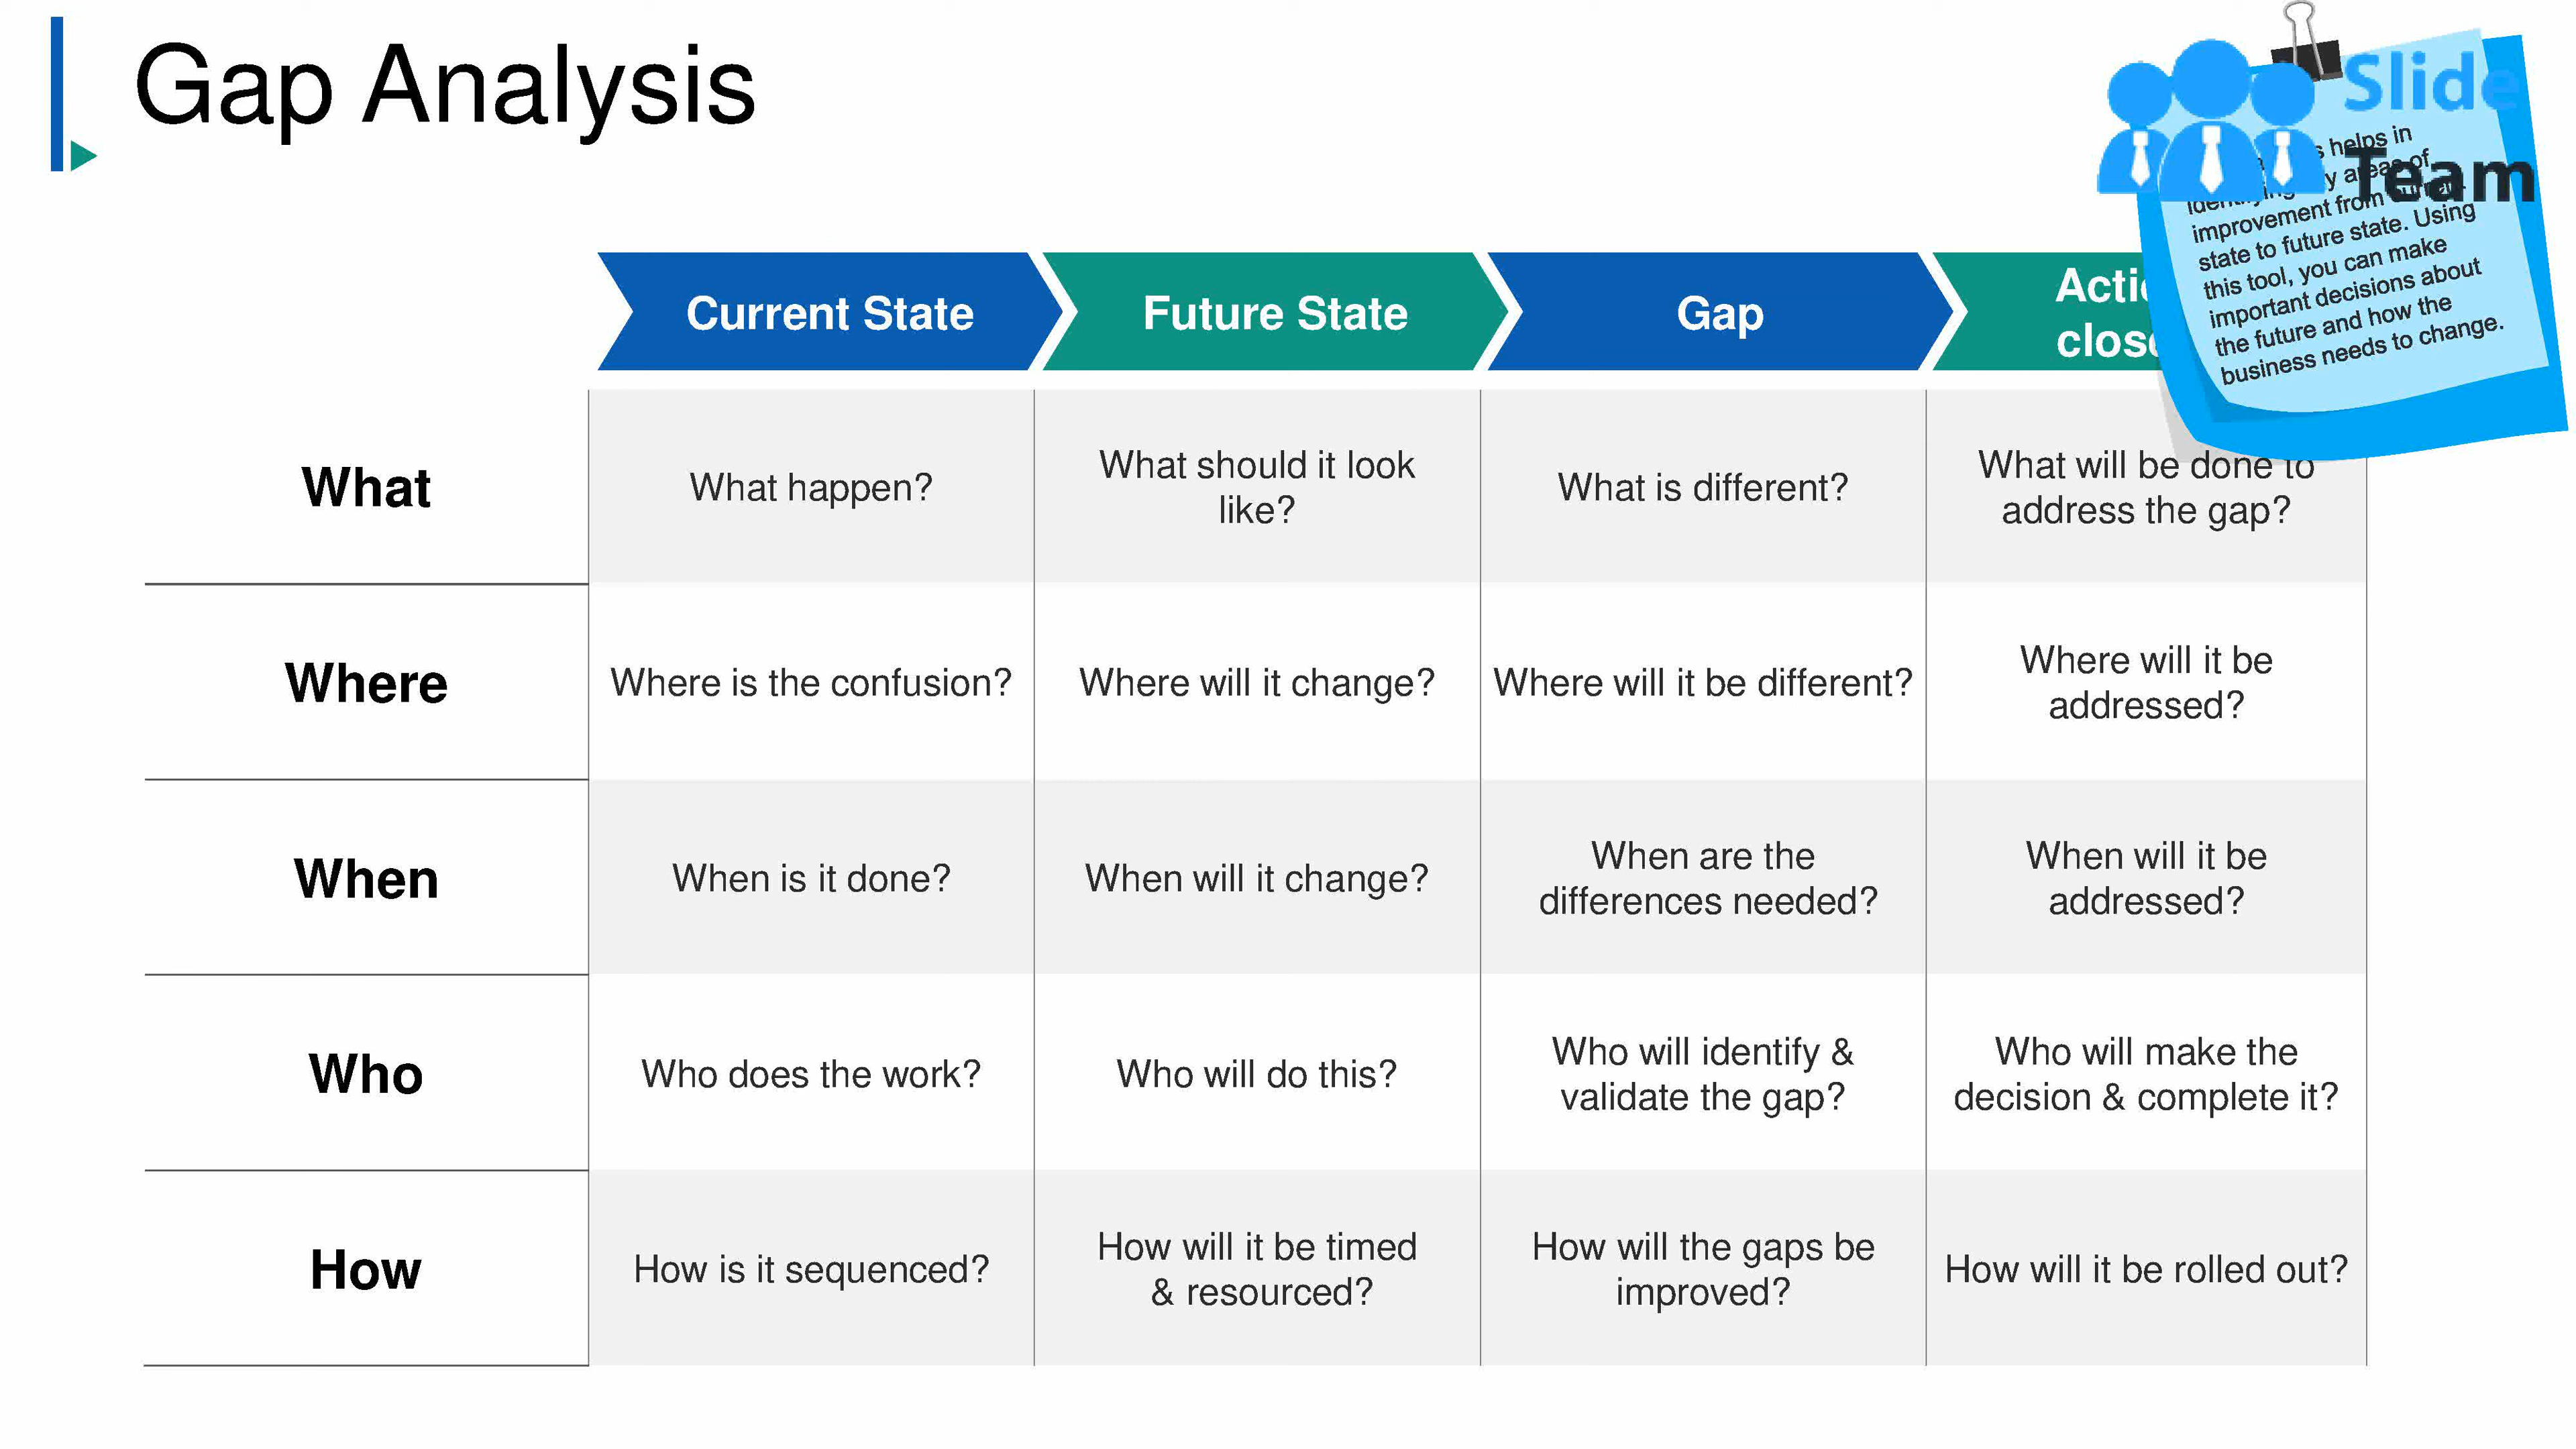 Gap Analysis
Slide
Team
helps in
of
improvement from
state to future state. Using
this tool, you can make
important decisions about
the future and how the
business needs to change.
Current State
Future State
Gap
What
What happen?
What should it look
like?
What is different?
What will be done to
address the gap?
Where
Where is the confusion?
Where will it change?
Where will it be different?
Where will it be
addressed?
When
When is it done?
When will it change?
When are the
differences needed?
When will it be
addressed?
Who
Who does the work?
Who will do this?
Who will identify &
validate the gap?
Who will make the
decision & complete it?
How
How is it sequenced?
How will it be timed
& resourced?
How will the gaps be
improved?
How will it be rolled out?